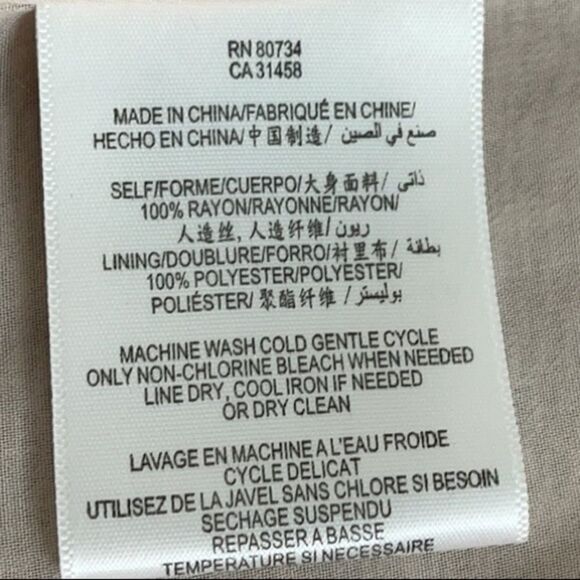 RN 80734
CA 31458
MADE IN CHINA/FABRIQUÉ EN CHINE/
HECHO EN CHINA/中国制造/ صنع في الصين
SELF/FORME/CUERPO/大身面料/ ذاتى
100% RAYON/RAYONNE/RAYON/
人造丝, 人造纤维/ ريون
LINING/DOUBLURE/FORRO/衬里布/ بطانة
100% POLYESTER/POLYESTER/
POLIÉSTER/ 聚酯纤维 / بوليستر
MACHINE WASH COLD GENTLE CYCLE
ONLY NON-CHLORINE BLEACH WHEN NEEDED
LINE DRY, COOL IRON IF NEEDED
OR DRY CLEAN
LAVAGE EN MACHINE A L'EAU FROIDE
CYCLE DELICAT
UTILISEZ DE LA JAVEL SANS CHLORE SI BESOIN
SECHAGE SUSPENDU
REPASSER A BASSE
TEMPERATURE SI NECESSAIRE